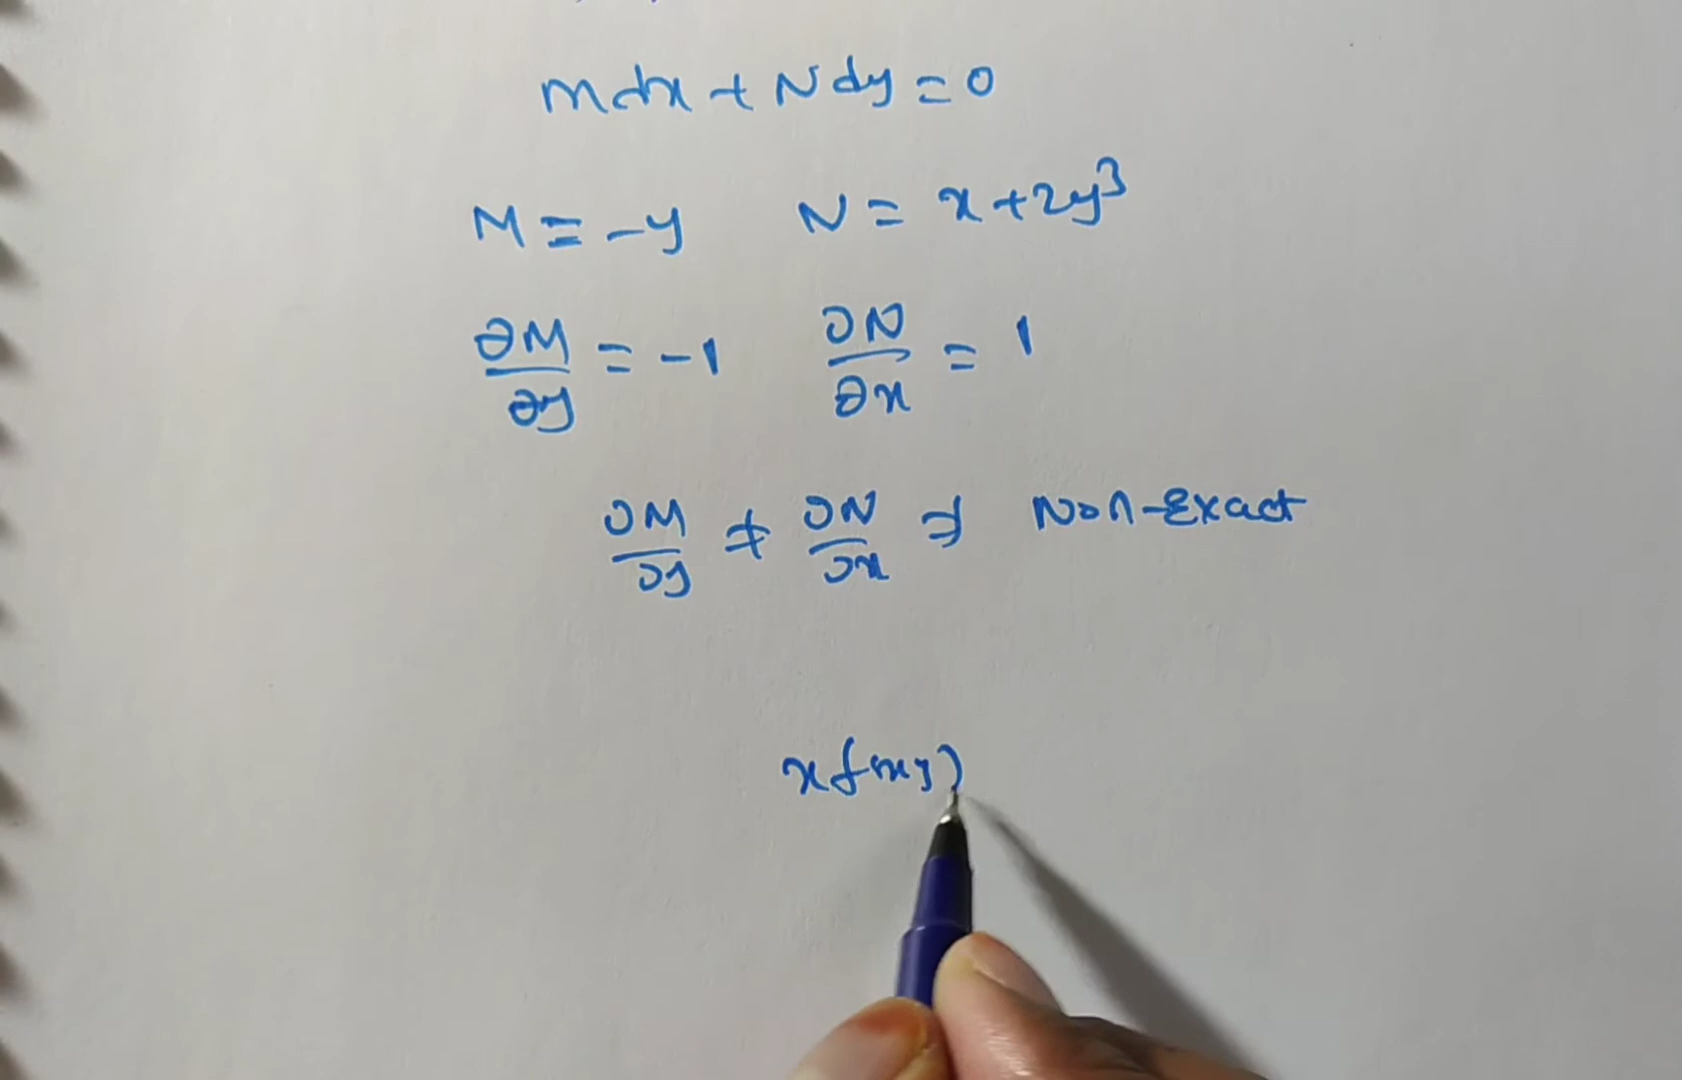 Mdx + Ndy = 0
M = -y N = x+2y³
∂M/∂y = -1 ∂N/∂x = 1
∂M/∂y ≠ ∂N/∂x ⇒ Non-Exact
xf(xy)